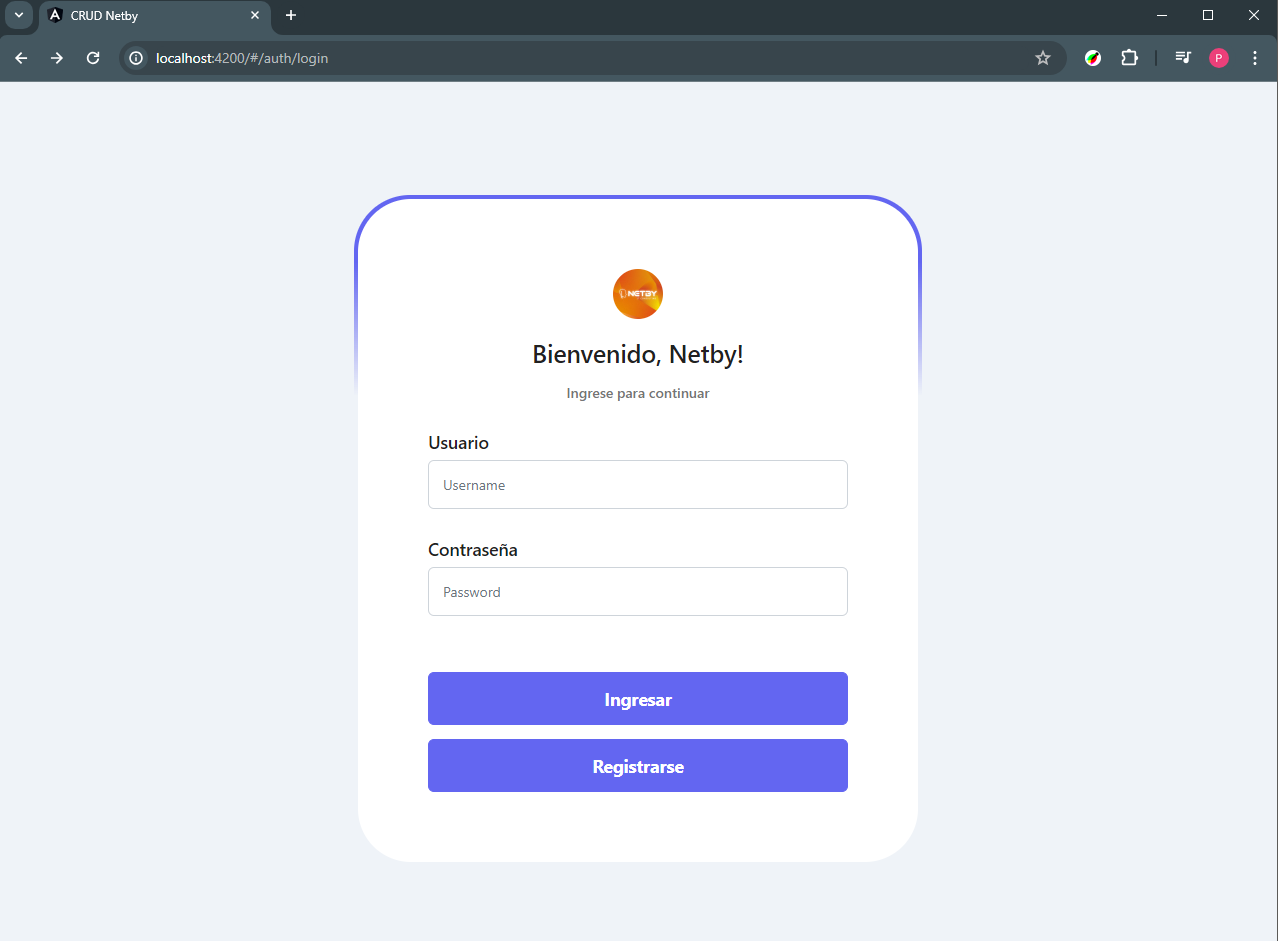 CRUD Netby
localhost:4200/#/auth/login
P
NETBY
Bienvenido, Netby!
Ingrese para continuar
Usuario
Username
Contraseña
Password
Ingresar
Registrarse